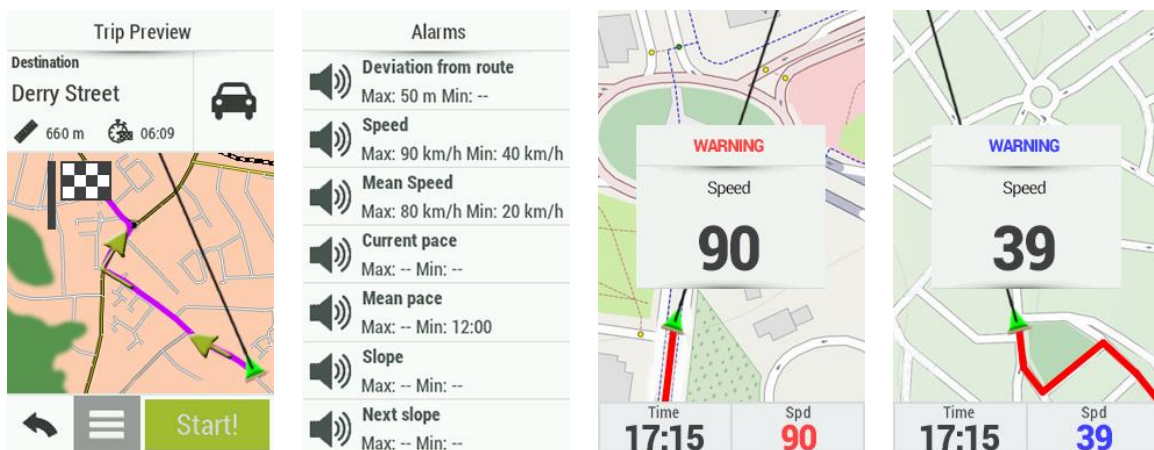 Trip Preview
Destination
Derry Street
660 m 06:09
Start!
Alarms
Deviation from route
Max: 50 m Min: --
Speed
Max: 90 km/h Min: 40 km/h
Mean Speed
Max: 80 km/h Min: 20 km/h
Current pace
Max: -- Min: --
Mean pace
Max: -- Min: 12:00
Slope
Max: -- Min: --
Next slope
Max: -- Min: --
WARNING
Speed
90
Time Spd
17:15 90
WARNING
Speed
39
Time Spd
17:15 39